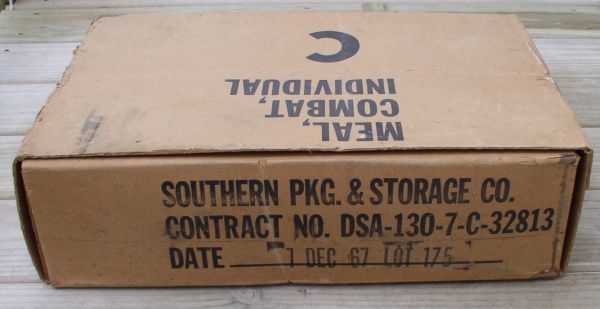 MEAL,
COMBAT,
INDIVIDUAL
C
SOUTHERN PKG. & STORAGE CO.
CONTRACT NO. DSA-130-7-C-32813
DATE 1 DEC 67 LOT 175